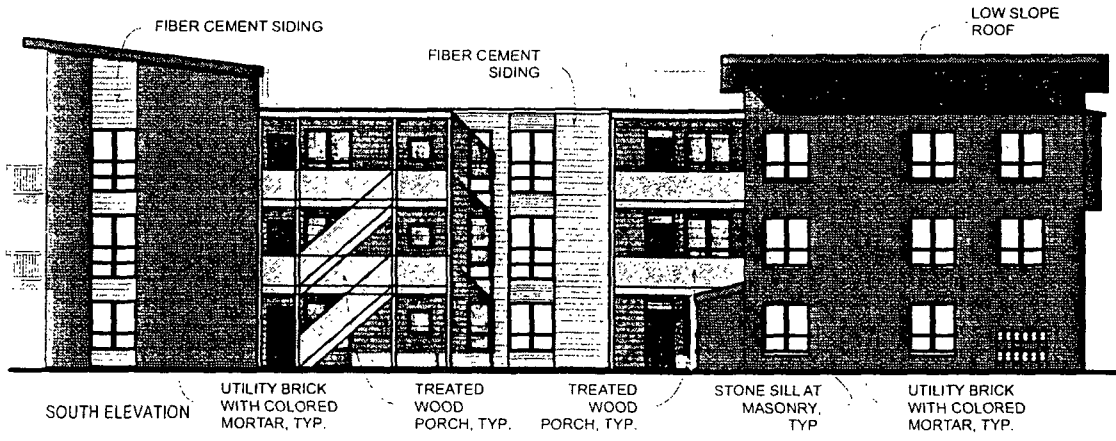 FIBER CEMENT SIDING
LOW SLOPE
ROOF
FIBER CEMENT
SIDING
SOUTH ELEVATION
UTILITY BRICK
WITH COLORED
MORTAR, TYP.
TREATED
WOOD
PORCH, TYP.
TREATED
WOOD
PORCH, TYP.
STONE SILL AT
MASONRY,
TYP
UTILITY BRICK
WITH COLORED
MORTAR, TYP.